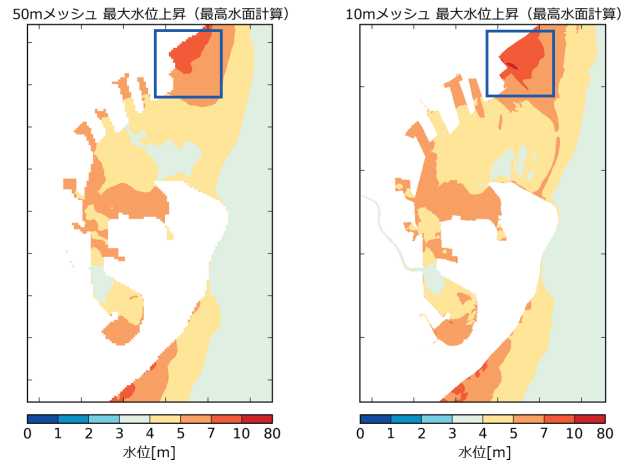 50mメッシュ 最大水位上昇（最高水面計算）
10mメッシュ 最大水位上昇（最高水面計算）
0 1 2 3 4 5 7 10 80
水位[m]
0 1 2 3 4 5 7 10 80
水位[m]